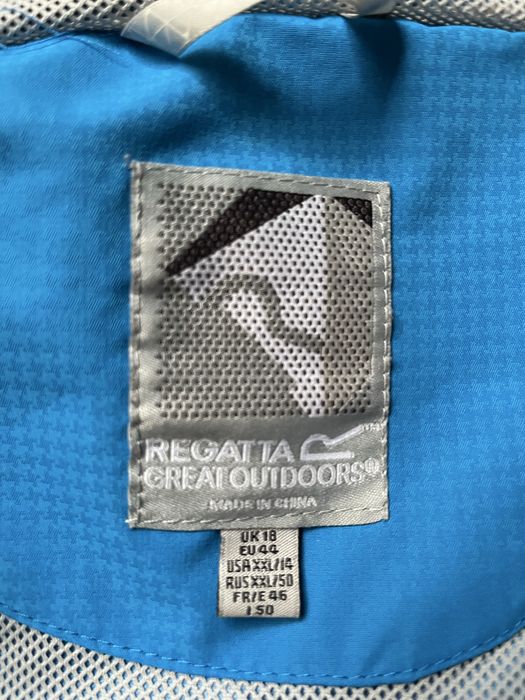 REGATTA R
GREAT OUTDOORS®
MADE IN CHINA
UK 18
EU 44
USA XXL/14
RUS XXL/50
FR/E 46
I 50